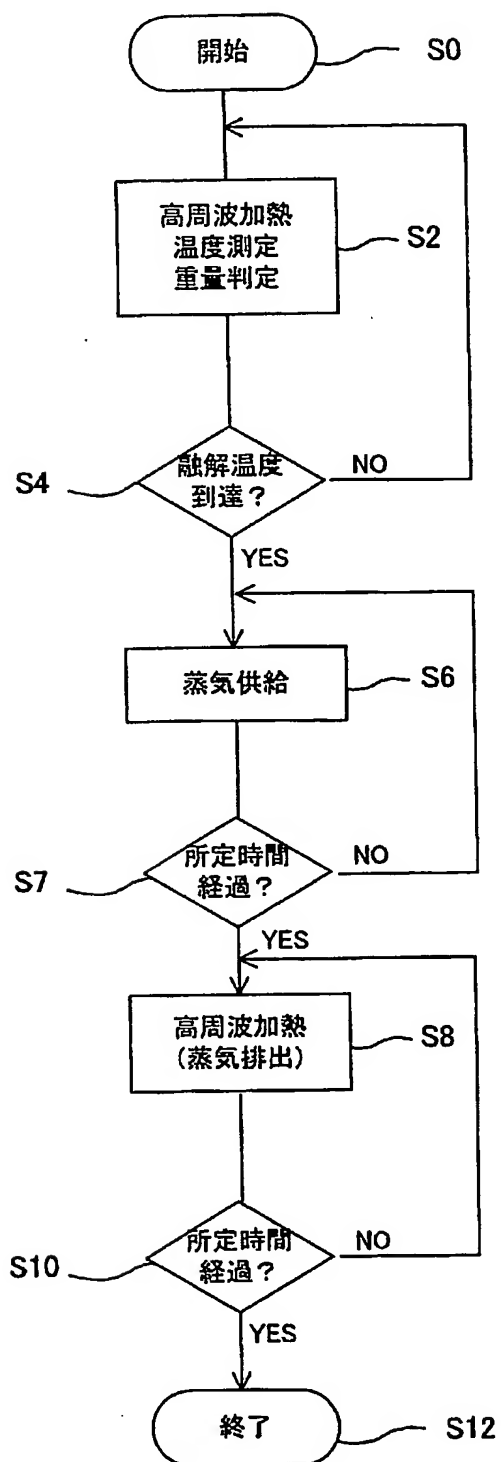 開始
S0
高周波加熱
温度測定
重量判定
S2
融解温度
到達？
S4
NO
YES
蒸気供給
S6
所定時間
経過？
S7
NO
YES
高周波加熱
(蒸気排出)
S8
所定時間
経過？
S10
NO
YES
終了
S12